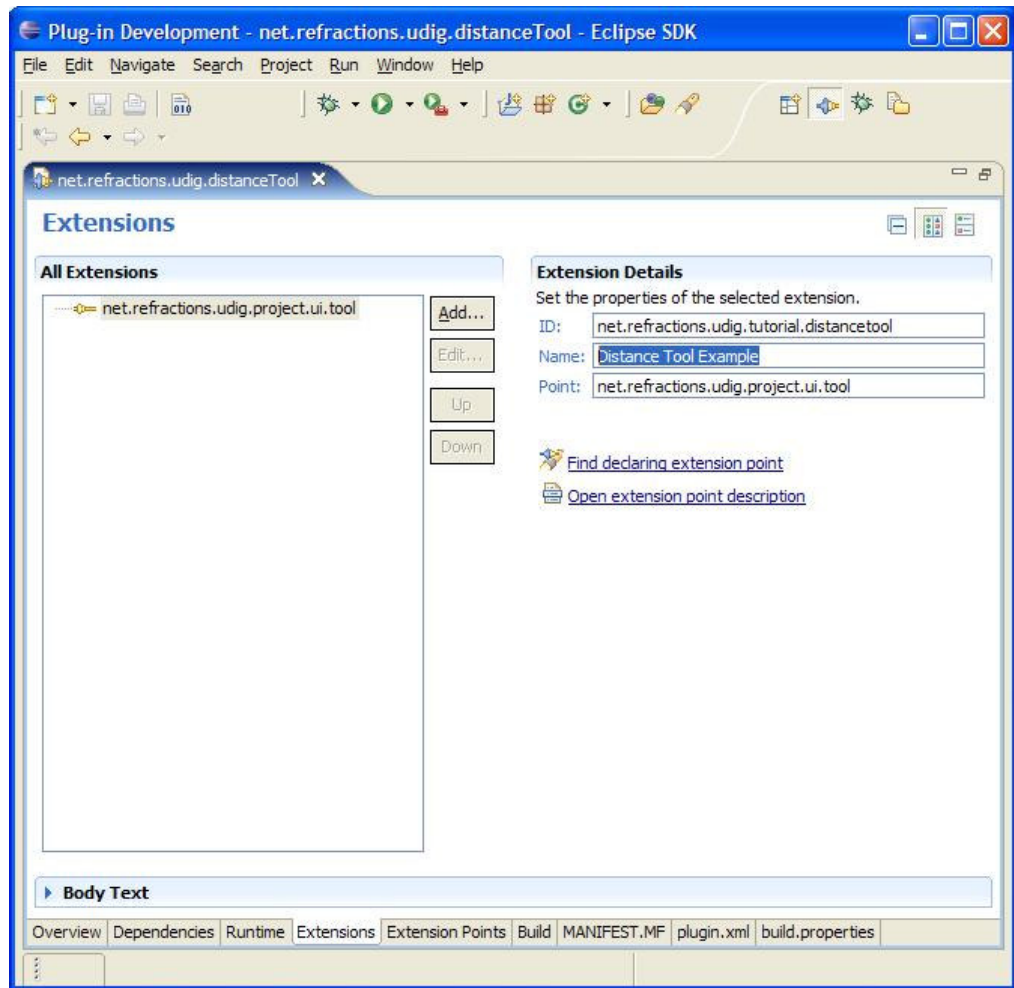 Plug-in Development - net.refractions.udig.distanceTool - Eclipse SDK
File Edit Navigate Search Project Run Window Help
010
net.refractions.udig.distanceTool
Extensions
All Extensions
net.refractions.udig.project.ui.tool
Add...
Edit...
Up
Down
Extension Details
Set the properties of the selected extension.
ID: net.refractions.udig.tutorial.distancetool
Name: Distance Tool Example
Point: net.refractions.udig.project.ui.tool
Find declaring extension point
Open extension point description
Body Text
Overview Dependencies Runtime Extensions Extension Points Build MANIFEST.MF plugin.xml build.properties